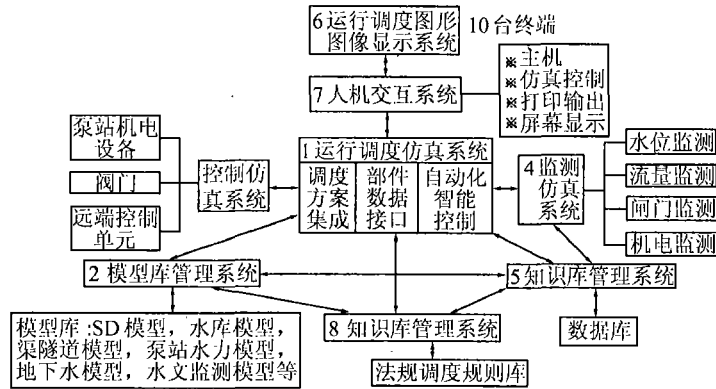 6运行调度图形
图像显示系统
10台终端
7人机交互系统
※主机
※仿真控制
※打印输出
※屏幕显示
泵站机电
设备
阀门
远端控制
单元
控制仿
真系统
1运行调度仿真系统
调度
方案
集成
部件
数据
接口
自动化
智能
控制
4监测
仿真
系统
水位监测
流量监测
闸门监测
机电监测
2模型库管理系统
5知识库管理系统
模型库:SD模型，水库模型，
渠隧道模型，泵站水力模型，
地下水模型，水文监测模型等
8知识库管理系统
数据库
法规调度规则库